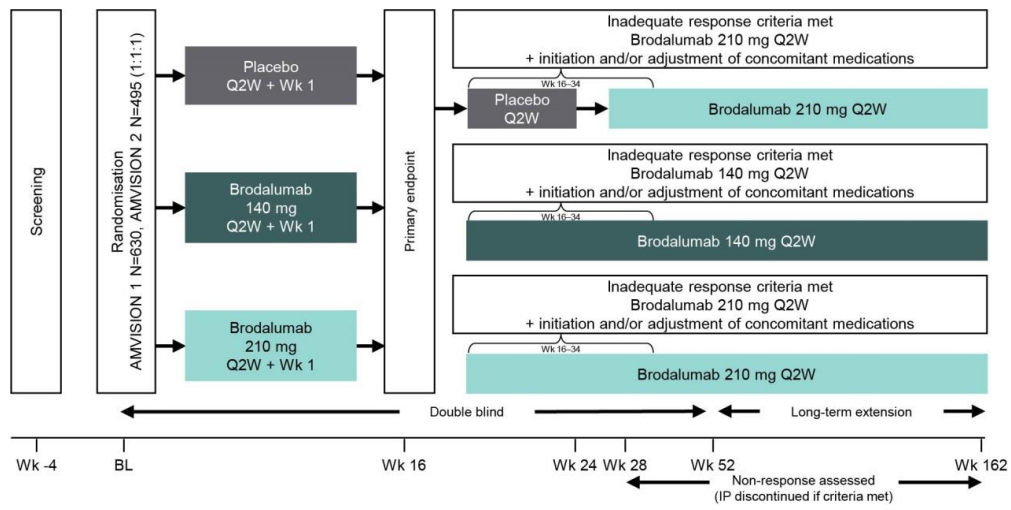 Screening
Randomisation
AMVISION 1 N=630, AMVISION 2 N=495 (1:1:1)
Placebo
Q2W + Wk 1
Brodalumab
140 mg
Q2W + Wk 1
Brodalumab
210 mg
Q2W + Wk 1
Primary endpoint
Inadequate response criteria met
Brodalumab 210 mg Q2W
+ initiation and/or adjustment of concomitant medications
Wk 16–34
Placebo
Q2W
Brodalumab 210 mg Q2W
Inadequate response criteria met
Brodalumab 140 mg Q2W
+ initiation and/or adjustment of concomitant medications
Wk 16–34
Brodalumab 140 mg Q2W
Inadequate response criteria met
Brodalumab 210 mg Q2W
+ initiation and/or adjustment of concomitant medications
Wk 16–34
Brodalumab 210 mg Q2W
Double blind
Long-term extension
Wk -4
BL
Wk 16
Wk 24
Wk 28
Wk 52
Wk 162
Non-response assessed
(IP discontinued if criteria met)